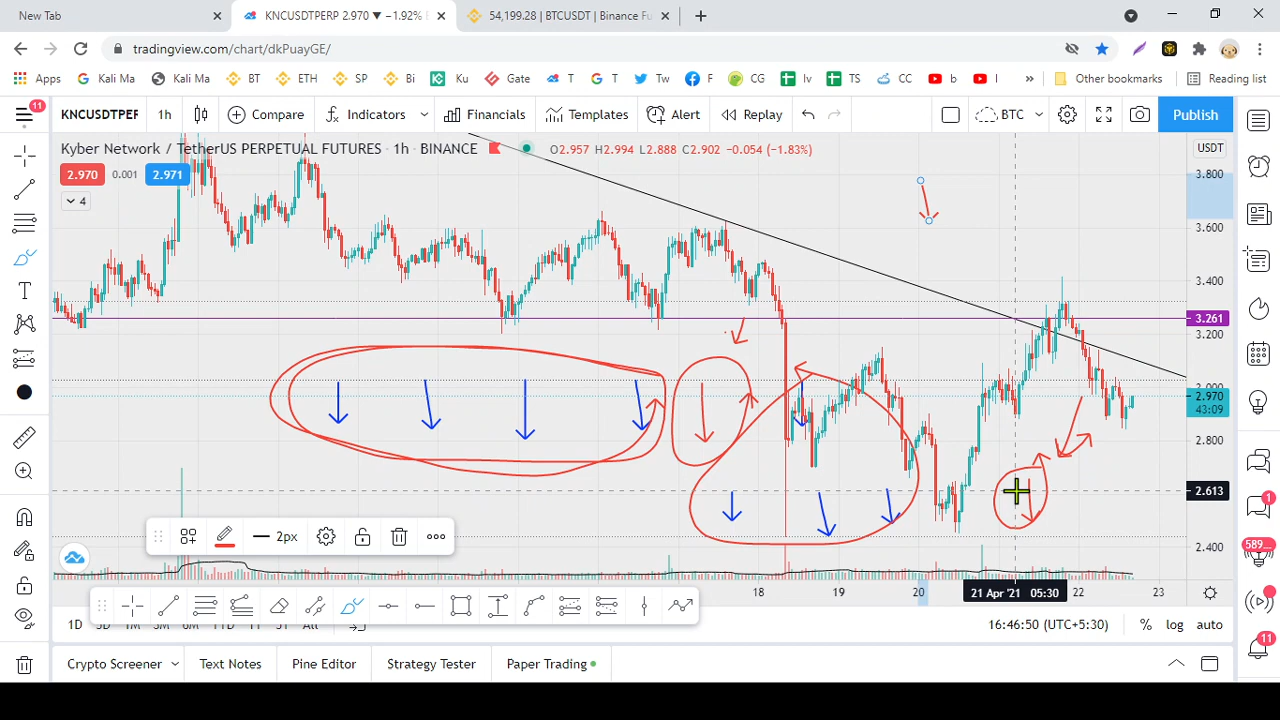 New Tab
KNCUSDTPERP 2.970 ▼ −1.92%
54,199.28 | BTCUSDT | Binance Fu
tradingview.com/chart/dkPuayGE/
Apps Kali Ma Kali Ma BT ETH SP Bi Ku Gate T T Tw F CG Iv TS CC b I » Other bookmarks Reading list
11 KNCUSDTPERP 1h Compare Indicators Financials Templates Alert Replay BTC Publish
Kyber Network / TetherUS PERPETUAL FUTURES · 1h · BINANCE O2.957 H2.994 L2.888 C2.902 −0.054 (−1.83%) USDT
2.970 0.001 2.971
4
3.800
3.600
3.400
3.261
3.200
3.000
2.970
43:09
2.800
2.613
2.400
2px
18 19 20 21 Apr '21 05:30 22 23
1D 5D 1M 3M 6M YTD 1Y 5Y All 16:46:50 (UTC+5:30) % log auto
Crypto Screener Text Notes Pine Editor Strategy Tester Paper Trading
1
589...
11